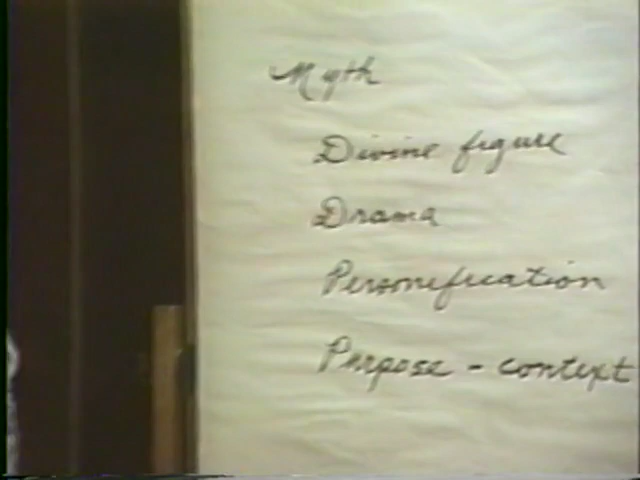 Myth
Divine figure
Drama
Personification
Purpose - context